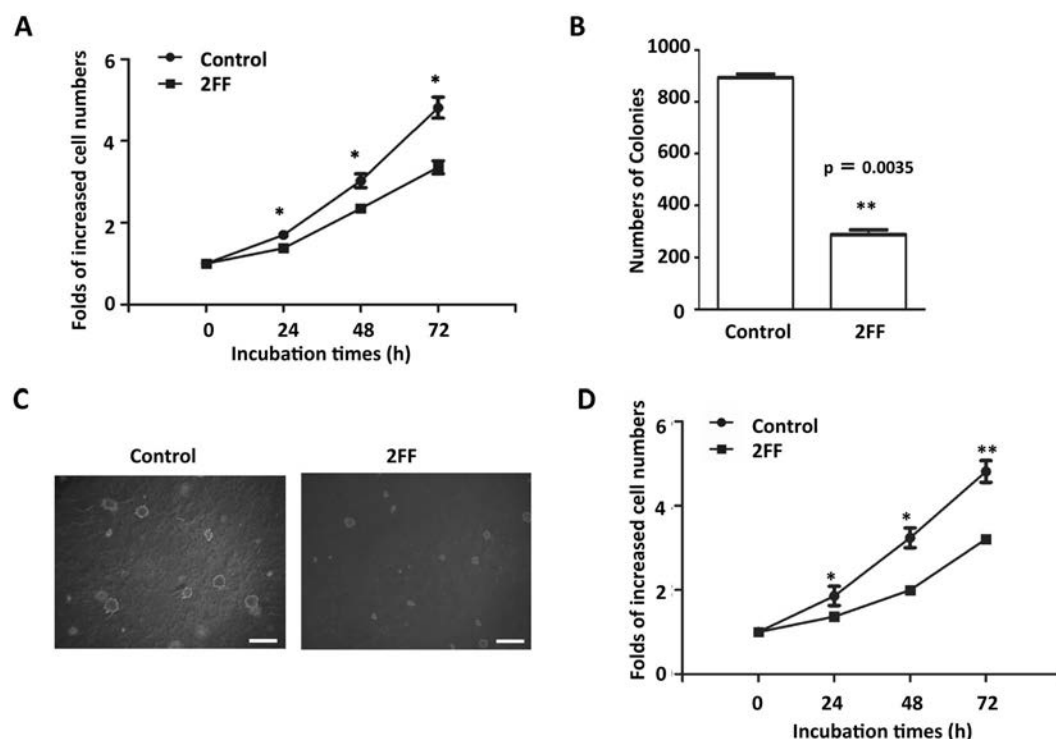 A
Control
2FF
6
4
2
0
*
*
*
0 24 48 72
Folds of increased cell numbers
Incubation times (h)
B
1000
800
600
400
200
0
Numbers of Colonies
p = 0.0035
**
Control 2FF
C
Control 2FF
D
Control
2FF
6
4
2
0
*
*
**
0 24 48 72
Folds of increased cell numbers
Incubation times (h)